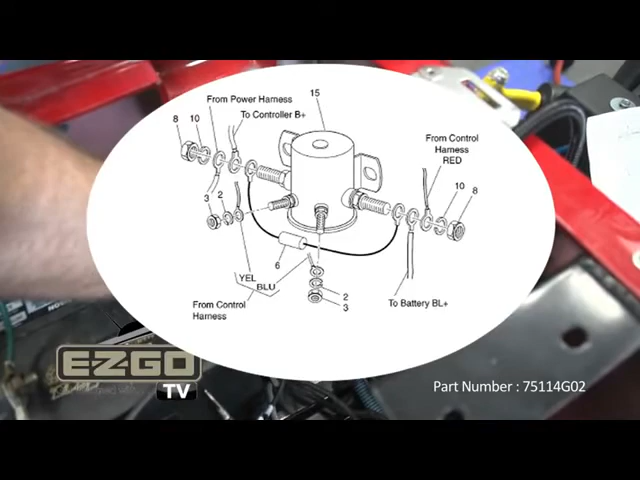 From Power Harness
15
To Controller B+
8
10
From Control
Harness
RED
3
2
10
8
YEL
BLU
6
From Control
Harness
2
3
To Battery BL+
E-Z-GO
TV
Part Number : 75114G02